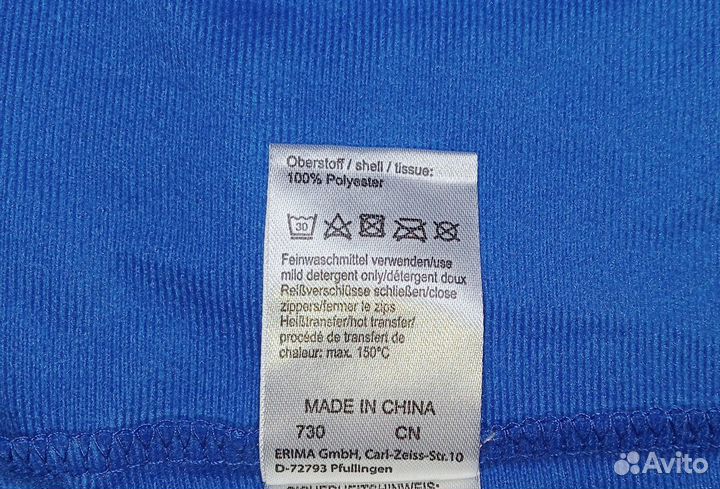 Oberstoff / shell / tissue:
100% Polyester
30
Feinwaschmittel verwenden/use
mild detergent only/détergent doux
Reißverschlüsse schließen/close
zippers/fermer le zips
Heißtransfer/hot transfer/
procédé de transfert de
chaleur: max. 150°C
MADE IN CHINA
730 CN
ERIMA GmbH, Carl-Zeiss-Str.10
D-72793 Pfullingen
Avito